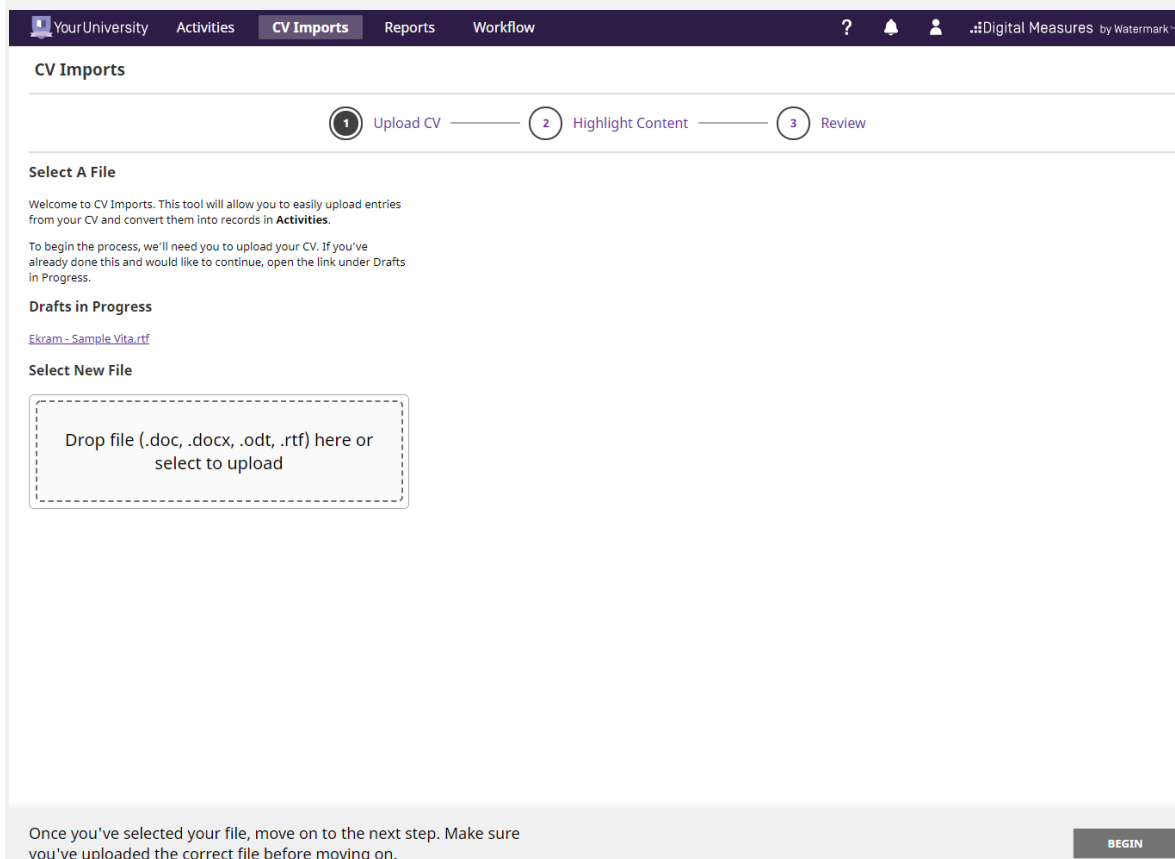 YourUniversity Activities CV Imports Reports Workflow ? .:Digital Measures by Watermark™
CV Imports
1 Upload CV 2 Highlight Content 3 Review
Select A File
Welcome to CV Imports. This tool will allow you to easily upload entries
from your CV and convert them into records in Activities.
To begin the process, we'll need you to upload your CV. If you've
already done this and would like to continue, open the link under Drafts
in Progress.
Drafts in Progress
Ekram - Sample Vita.rtf
Select New File
Drop file (.doc, .docx, .odt, .rtf) here or
select to upload
Once you've selected your file, move on to the next step. Make sure
you've uploaded the correct file before moving on.
BEGIN